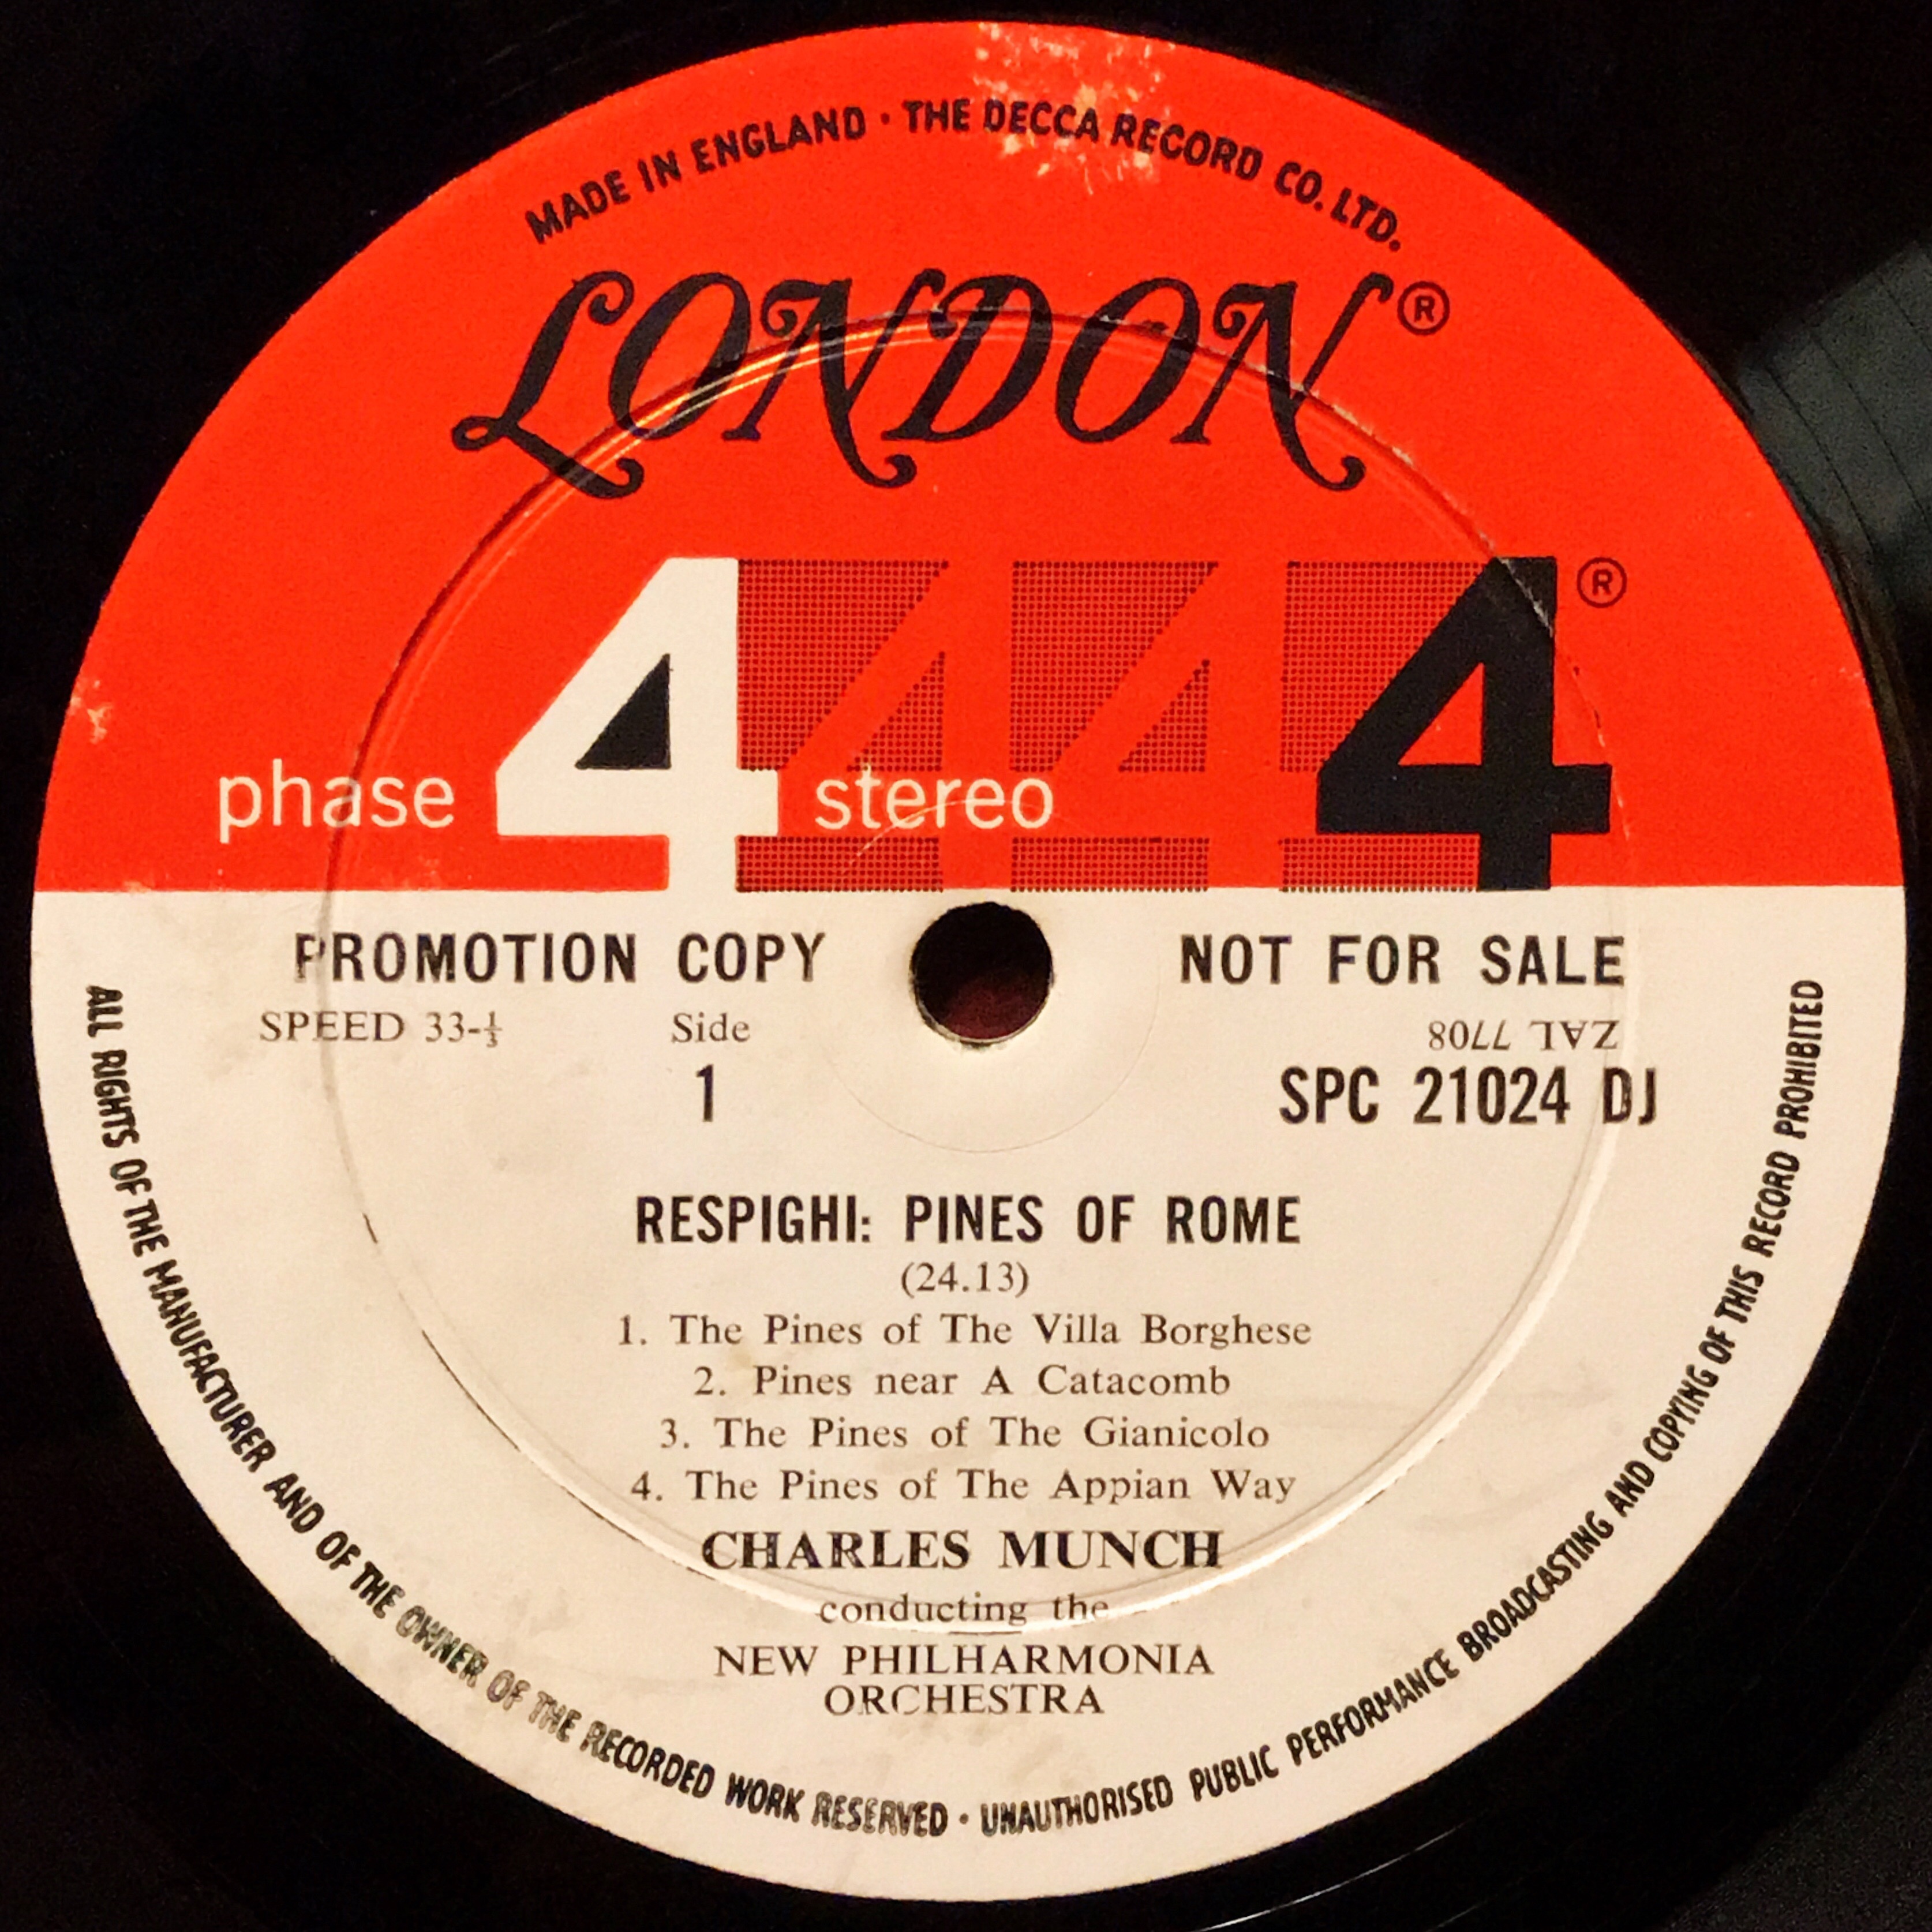 MADE IN ENGLAND · THE DECCA RECORD CO. LTD.
LONDON®
4444®
phase 4 stereo
PROMOTION COPY NOT FOR SALE
SPEED 33-⅓ Side ZAL 7708
1 SPC 21024 DJ
RESPIGHI: PINES OF ROME
(24.13)
1. The Pines of The Villa Borghese
2. Pines near A Catacomb
3. The Pines of The Gianicolo
4. The Pines of The Appian Way
CHARLES MUNCH
conducting the
NEW PHILHARMONIA
ORCHESTRA
ALL RIGHTS OF THE MANUFACTURER AND OF THE OWNER OF THE RECORDED WORK RESERVED · UNAUTHORISED PUBLIC PERFORMANCE BROADCASTING AND COPYING OF THIS RECORD PROHIBITED